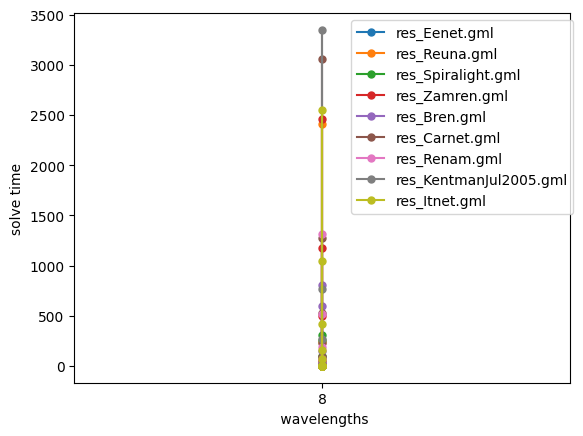 3500
3000
2500
2000
1500
1000
500
0
solve time
8
wavelengths
res_Eenet.gml
res_Reuna.gml
res_Spiralight.gml
res_Zamren.gml
res_Bren.gml
res_Carnet.gml
res_Renam.gml
res_KentmanJul2005.gml
res_Itnet.gml